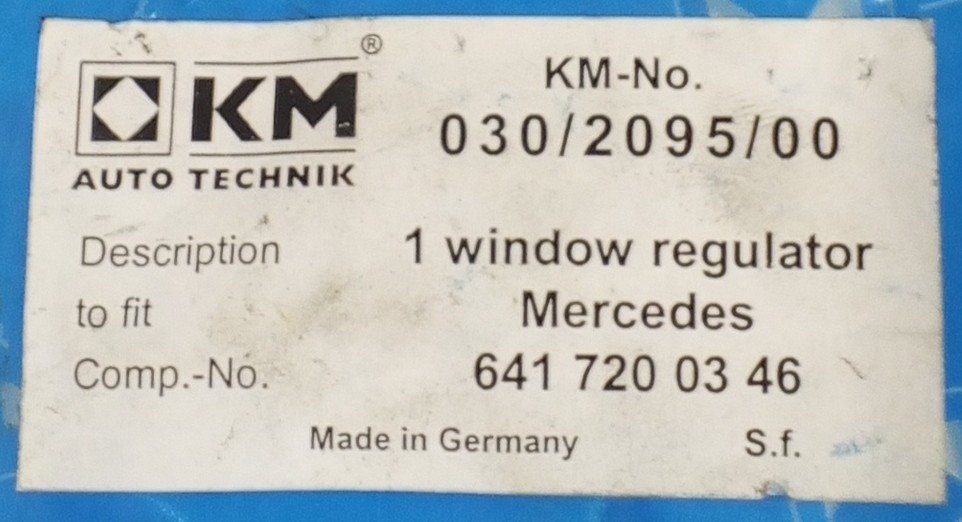 KM®
AUTO TECHNIK
KM-No.
030/2095/00
Description 1 window regulator
to fit Mercedes
Comp.-No. 641 720 03 46
Made in Germany S.f.